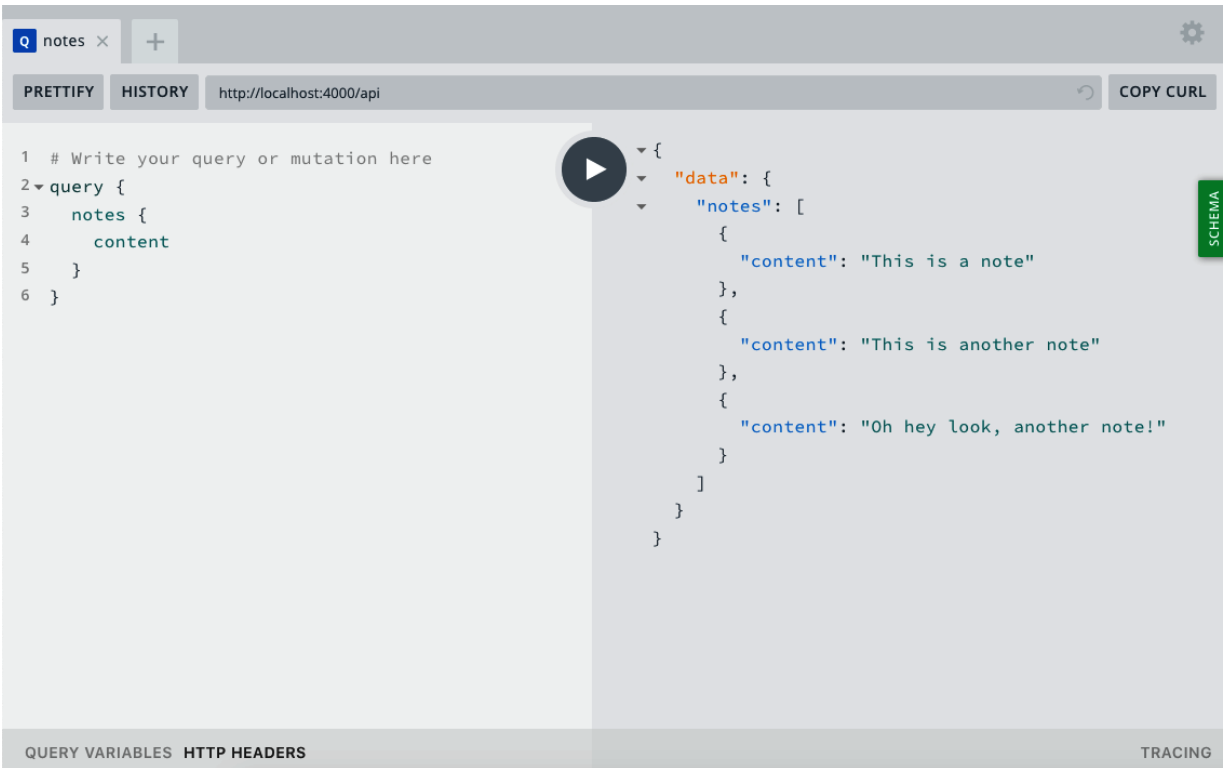 Q notes
PRETTIFY HISTORY http://localhost:4000/api COPY CURL
1 # Write your query or mutation here
2 query {
3 notes {
4 content
5 }
6 }
{
"data": {
"notes": [
{
"content": "This is a note"
},
{
"content": "This is another note"
},
{
"content": "Oh hey look, another note!"
}
]
}
}
SCHEMA
QUERY VARIABLES HTTP HEADERS
TRACING